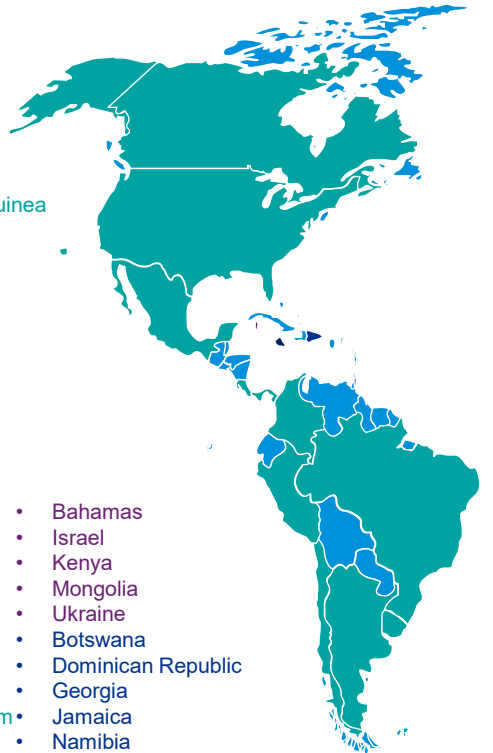 uinea
• Bahamas
• Israel
• Kenya
• Mongolia
• Ukraine
• Botswana
• Dominican Republic
• Georgia
m • Jamaica
• Namibia